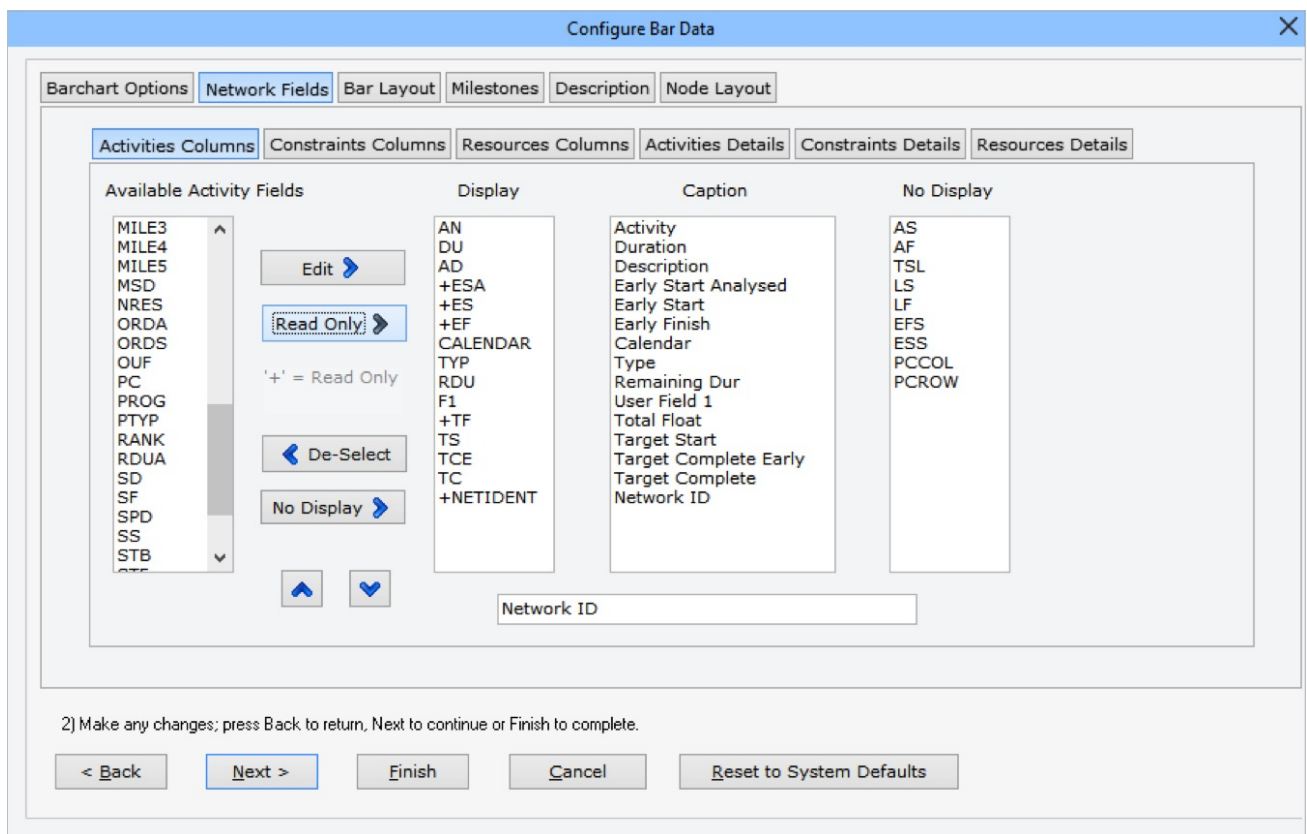 Configure Bar Data
Barchart Options Network Fields Bar Layout Milestones Description Node Layout
Activities Columns Constraints Columns Resources Columns Activities Details Constraints Details Resources Details
Available Activity Fields Display Caption No Display
MILE3
MILE4
MILE5
MSD
NRES
ORDA
ORDS
OUF
PC
PROG
PTYP
RANK
RDUA
SD
SF
SPD
SS
STB
Edit
Read Only
'+' = Read Only
De-Select
No Display
AN
DU
AD
+ESA
+ES
+EF
CALENDAR
TYP
RDU
F1
+TF
TS
TCE
TC
+NETIDENT
Activity
Duration
Description
Early Start Analysed
Early Start
Early Finish
Calendar
Type
Remaining Dur
User Field 1
Total Float
Target Start
Target Complete Early
Target Complete
Network ID
AS
AF
TSL
LS
LF
EFS
ESS
PCCOL
PCROW
Network ID
2) Make any changes; press Back to return, Next to continue or Finish to complete.
< Back Next > Finish Cancel Reset to System Defaults